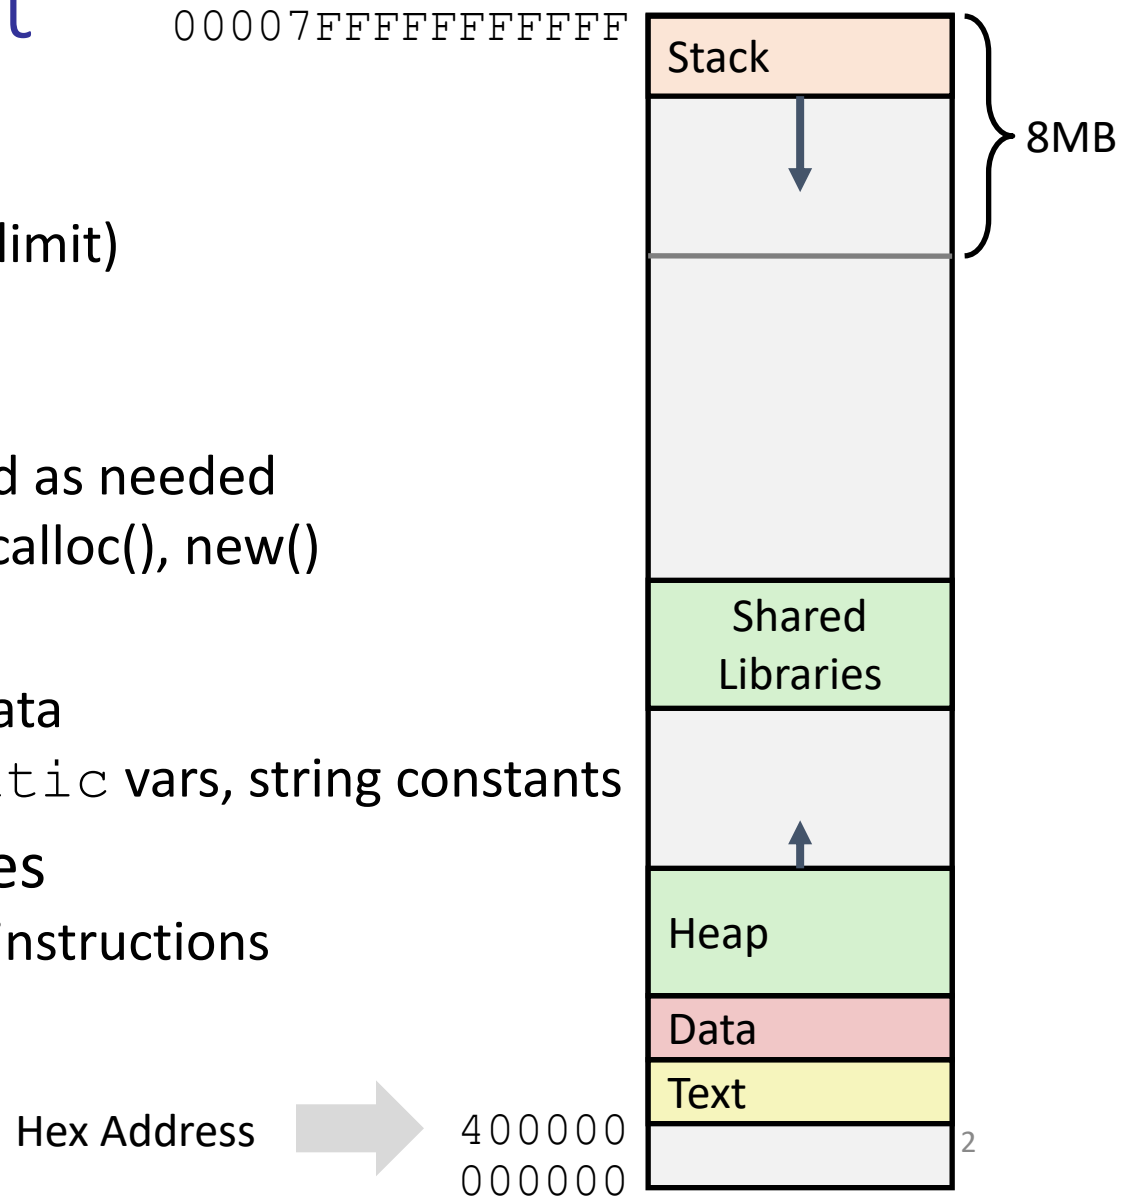 t
00007FFFFFFFFFFF
Stack
8MB
limit)
d as needed
calloc(), new()
Shared
Libraries
ata
tic vars, string constants
es
instructions
Heap
Data
Text
Hex Address
400000
2
000000